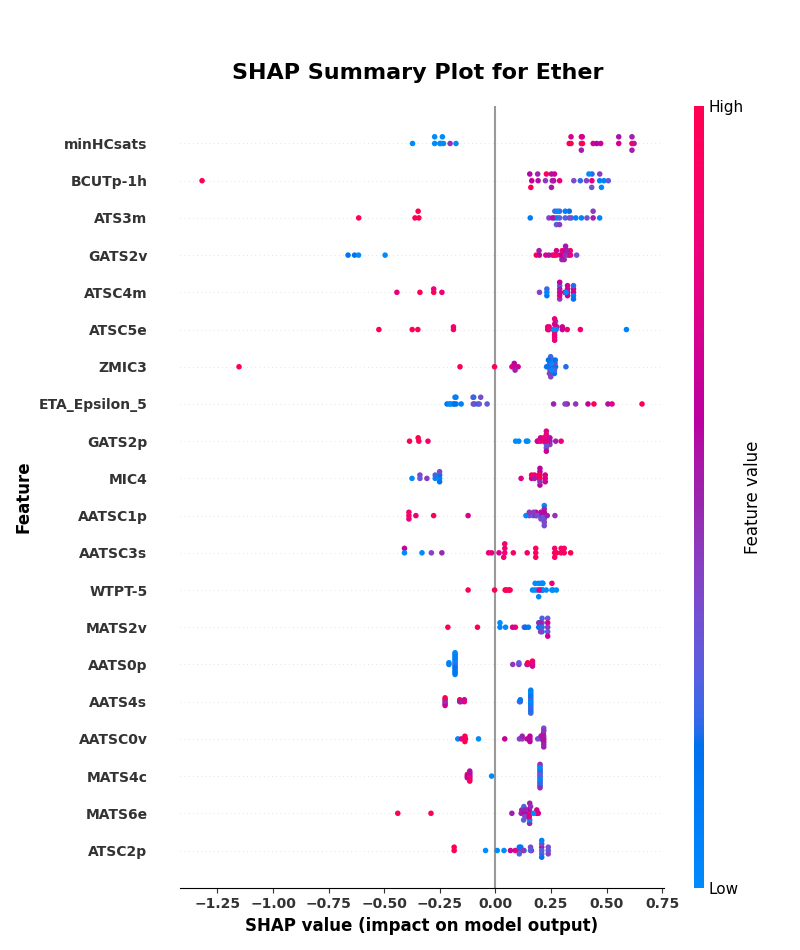 SHAP Summary Plot for Ether
High
minHCsats
BCUTp-1h
ATS3m
GATS2v
ATSC4m
ATSC5e
ZMIC3
ETA_Epsilon_5
GATS2p
MIC4
AATSC1p
AATSC3s
WTPT-5
MATS2v
AATS0p
AATS4s
AATSC0v
MATS4c
MATS6e
ATSC2p
Feature
Feature value
Low
−1.25 −1.00 −0.75 −0.50 −0.25 0.00 0.25 0.50 0.75
SHAP value (impact on model output)